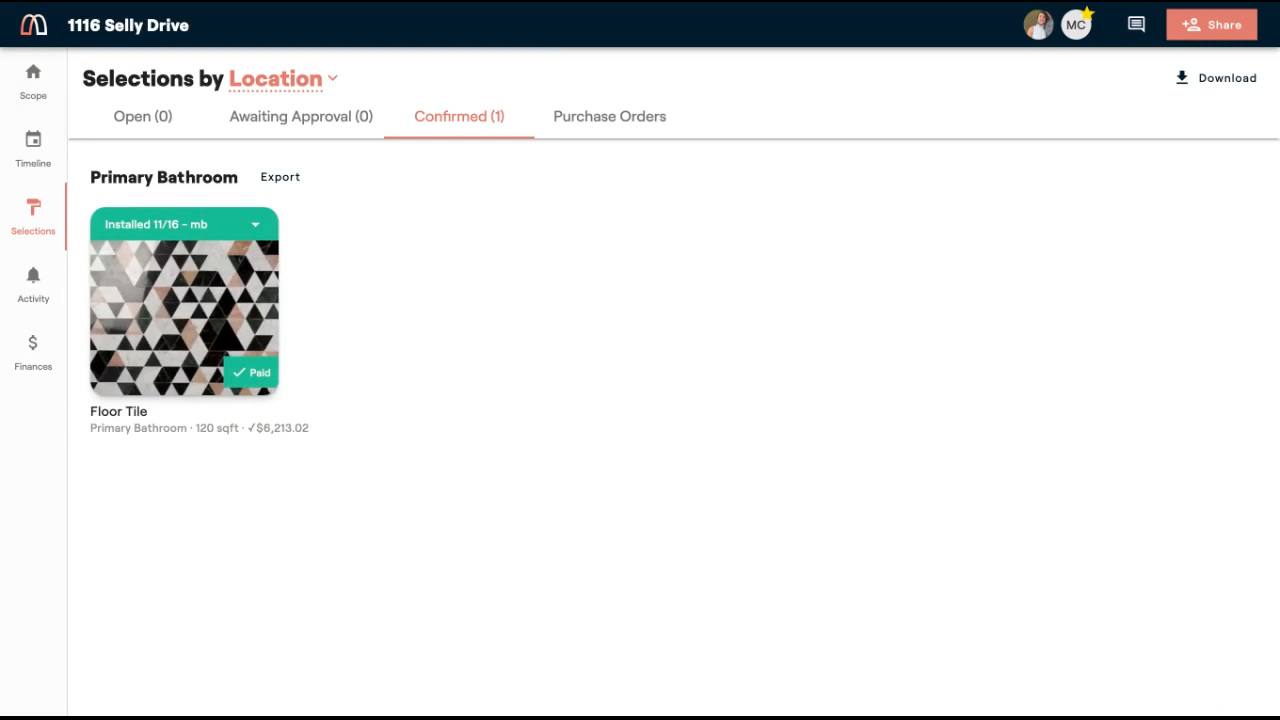 1116 Selly Drive
MC
Share
Scope
Timeline
Selections
Activity
Finances
Selections by Location
Download
Open (0)
Awaiting Approval (0)
Confirmed (1)
Purchase Orders
Primary Bathroom
Export
Installed 11/16 - mb
Paid
Floor Tile
Primary Bathroom · 120 sqft · ✓$6,213.02